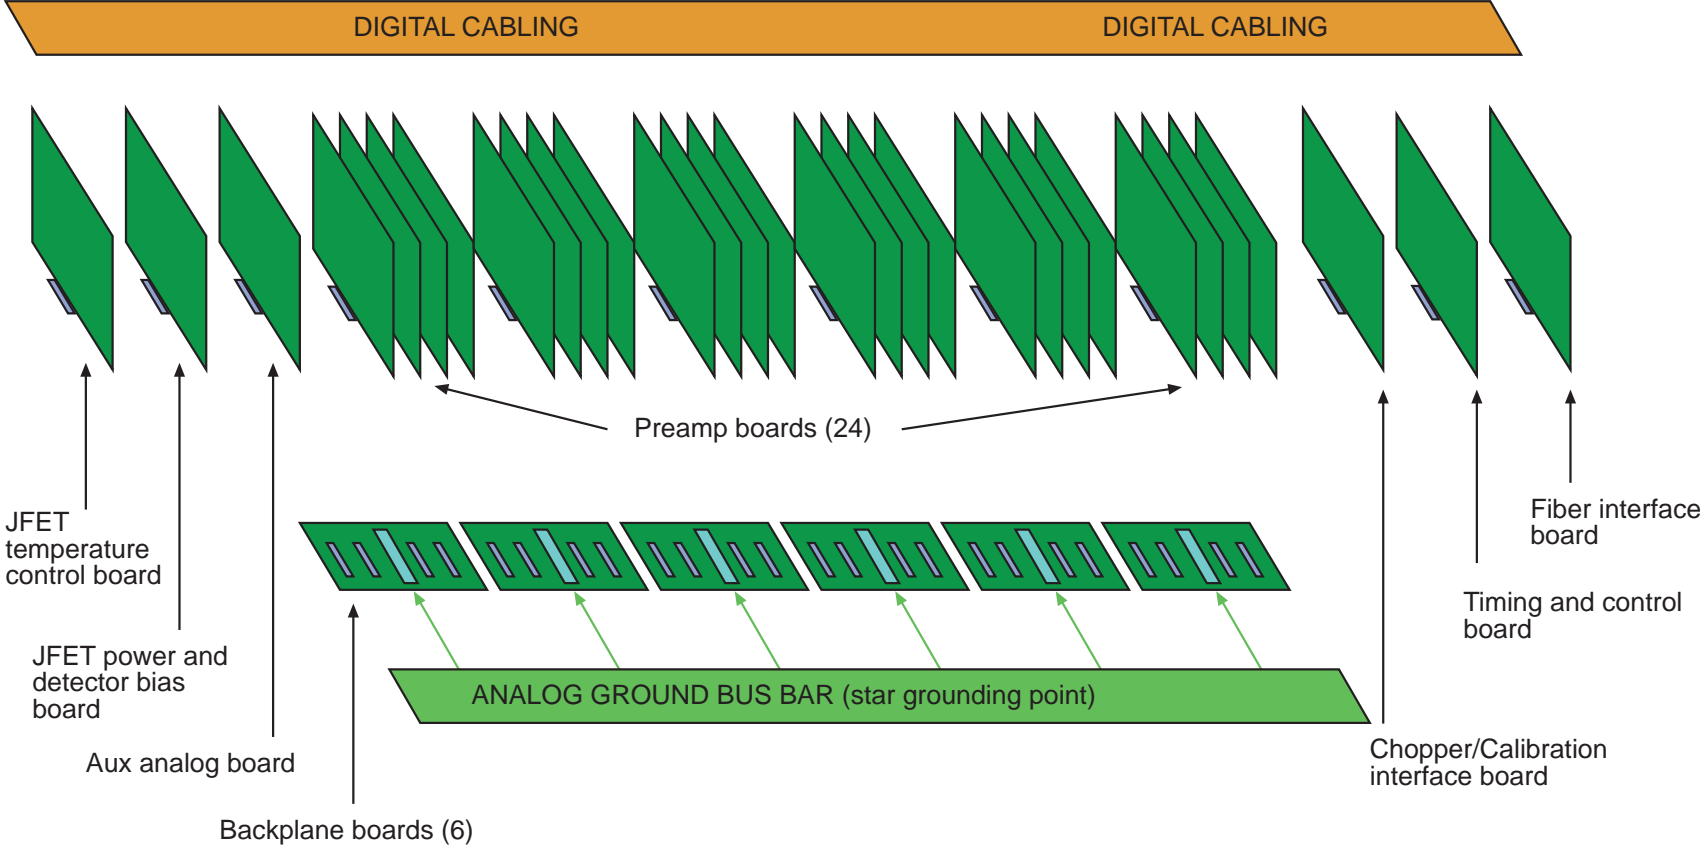 DIGITAL CABLING
DIGITAL CABLING
Preamp boards (24)
JFET
temperature
control board
Fiber interface
board
Timing and control
board
JFET power and
detector bias
board
ANALOG GROUND BUS BAR (star grounding point)
Aux analog board
Chopper/Calibration
interface board
Backplane boards (6)